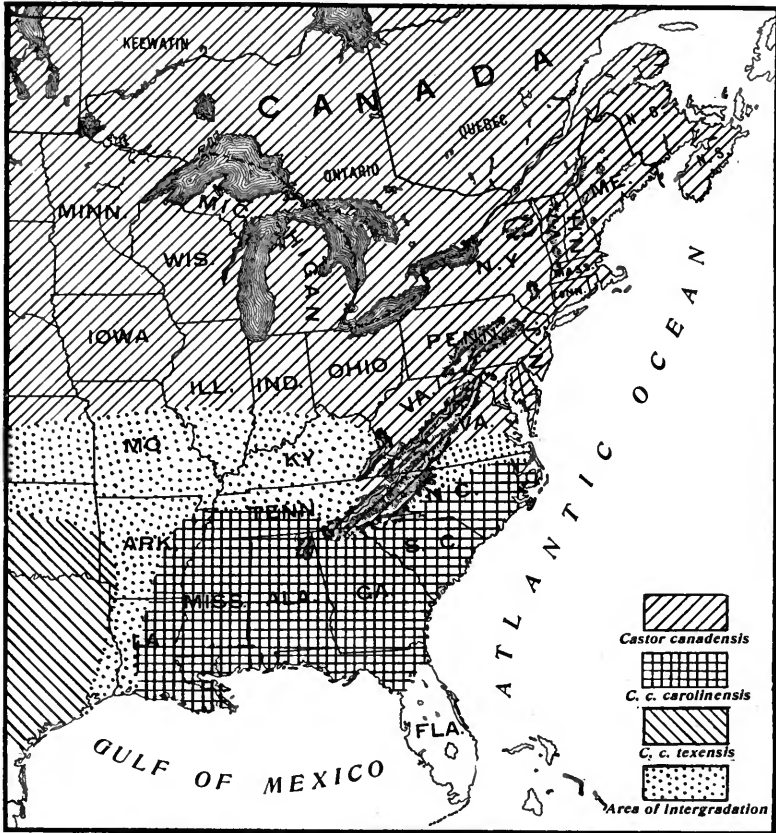 KEEWATIN
CANADA
QUEBEC
ONTARIO
N. B.
N. S.
ME.
MINN.
MICHIGAN
WIS.
N.H.
N.Y.
MASS.
CONN.
IOWA
PENN.
ILL.
IND.
OHIO
N.J.
VA.
VA.
MO.
KY.
N. C.
TENN.
ARK.
S. C.
MISS.
ALA.
GA.
LA.
FLA.
ATLANTIC OCEAN
GULF OF MEXICO
Castor canadensis
C. c. carolinensis
C. c. texensis
Area of Intergradation